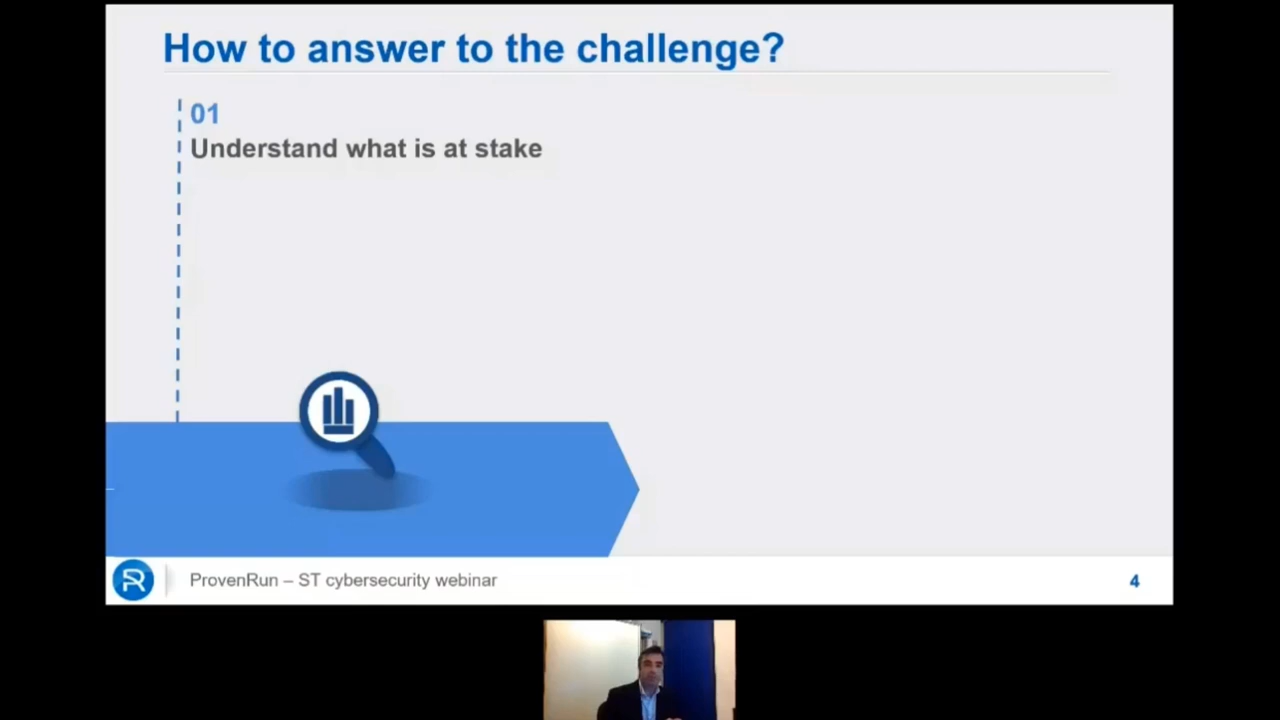 How to answer to the challenge?
01
Understand what is at stake
ProvenRun – ST cybersecurity webinar
4